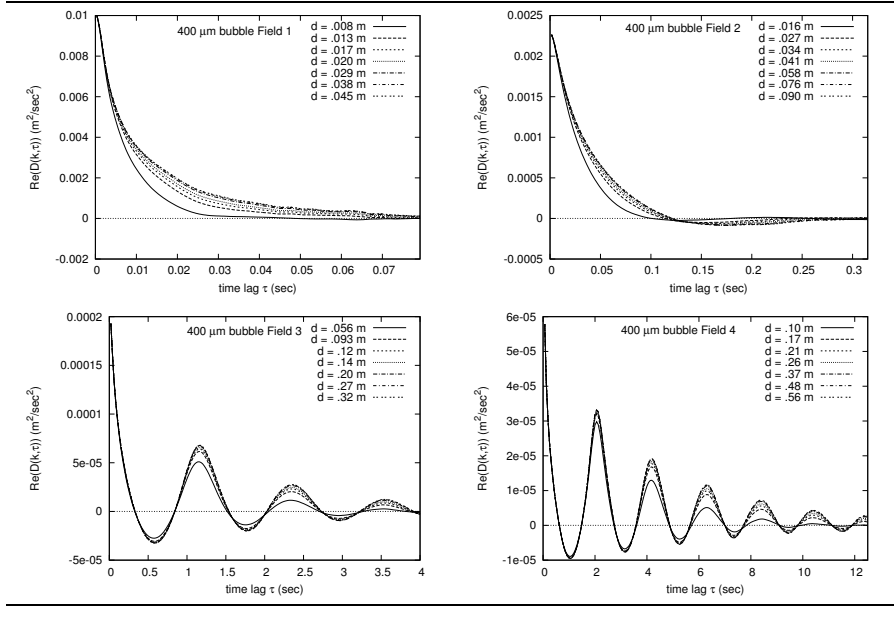 400 μm bubble Field 1
d = .008 m
d = .013 m
d = .017 m
d = .020 m
d = .029 m
d = .038 m
d = .045 m
Re(D(k,τ)) (m²/sec²)
0.01
0.008
0.006
0.004
0.002
0
-0.002
0 0.01 0.02 0.03 0.04 0.05 0.06 0.07
time lag τ (sec)
400 μm bubble Field 2
d = .016 m
d = .027 m
d = .034 m
d = .041 m
d = .058 m
d = .076 m
d = .090 m
Re(D(k,τ)) (m²/sec²)
0.0025
0.002
0.0015
0.001
0.0005
0
-0.0005
0 0.05 0.1 0.15 0.2 0.25 0.3
time lag τ (sec)
400 μm bubble Field 3
d = .056 m
d = .093 m
d = .12 m
d = .14 m
d = .20 m
d = .27 m
d = .32 m
Re(D(k,τ)) (m²/sec²)
0.0002
0.00015
0.0001
5e-05
0
-5e-05
0 0.5 1 1.5 2 2.5 3 3.5 4
time lag τ (sec)
400 μm bubble Field 4
d = .10 m
d = .17 m
d = .21 m
d = .26 m
d = .37 m
d = .48 m
d = .56 m
Re(D(k,τ)) (m²/sec²)
6e-05
5e-05
4e-05
3e-05
2e-05
1e-05
0
-1e-05
0 2 4 6 8 10 12
time lag τ (sec)